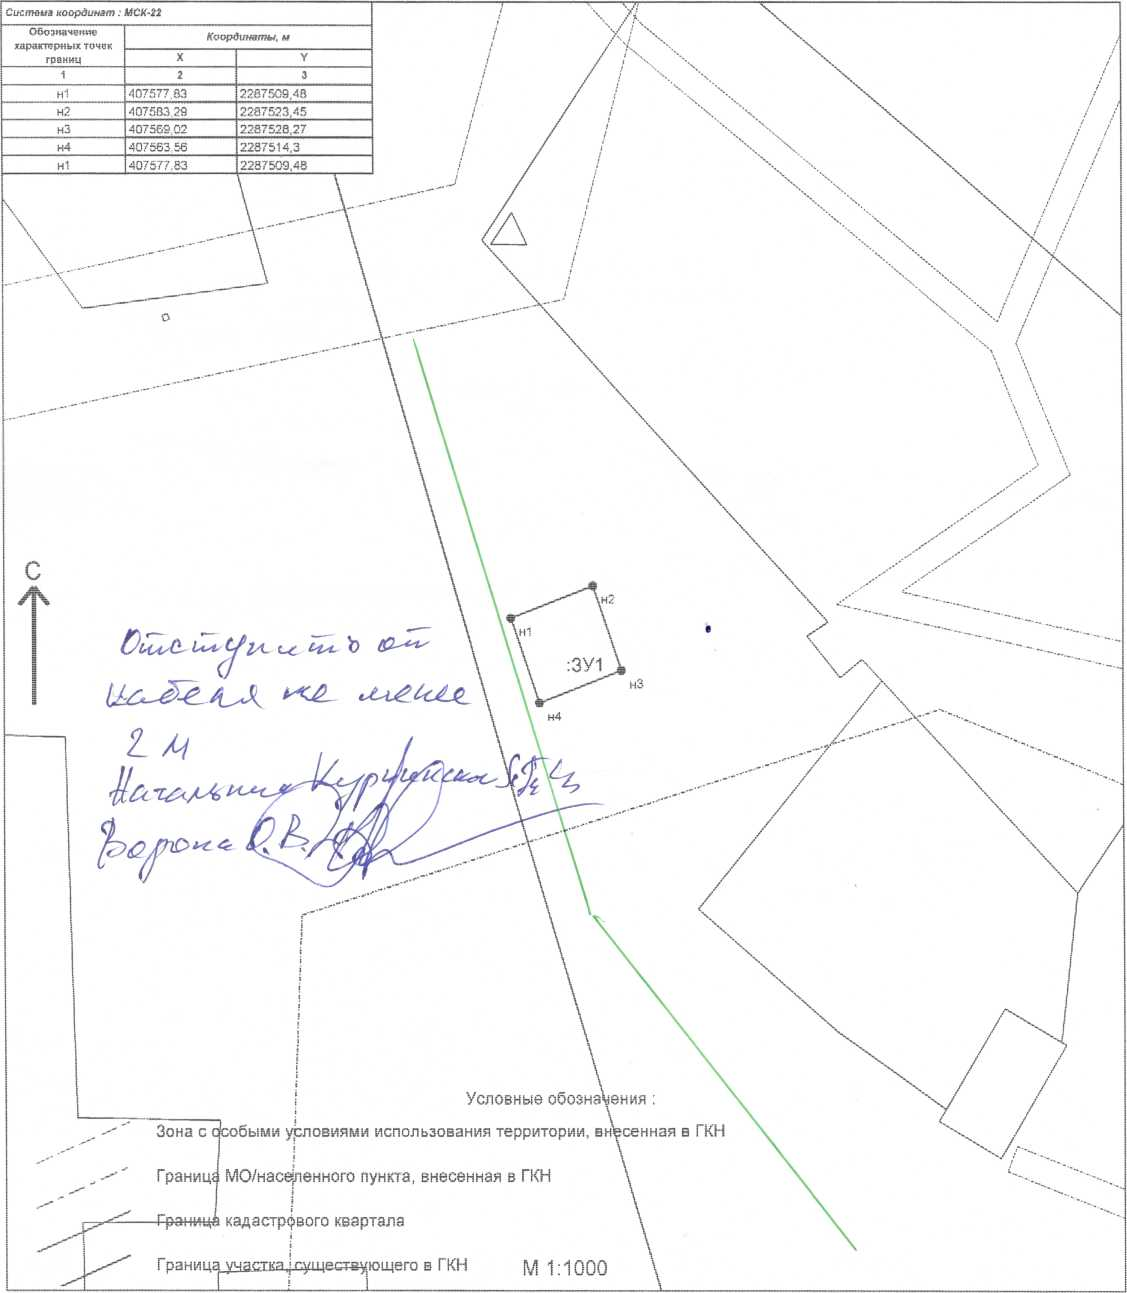 Система координат : МСК-22
Обозначение характерных точек границ
Координаты, м
X Y
1 2 3
н1 407577,83 2287509,48
н2 407583,29 2287523,45
н3 407569,02 2287528,27
н4 407563,56 2287514,3
н1 407577,83 2287509,48
С
н2
н1
:ЗУ1
н3
н4
Отступить от
кабеля не менее
2 м
Начальник Курьинского
Ворона О.В.
Условные обозначения :
Зона с особыми условиями использования территории, внесенная в ГКН
Граница МО/населенного пункта, внесенная в ГКН
Граница кадастрового квартала
Граница участка, существующего в ГКН
М 1:1000